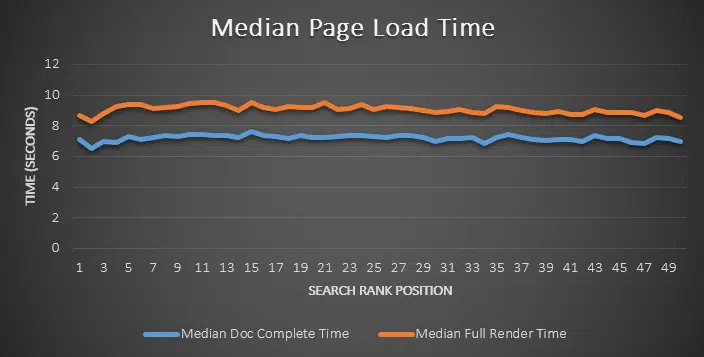 Median Page Load Time
12
10
8
6
4
2
0
TIME (SECONDS)
1 3 5 7 9 11 13 15 17 19 21 23 25 27 29 31 33 35 37 39 41 43 45 47 49
SEARCH RANK POSITION
Median Doc Complete Time Median Full Render Time